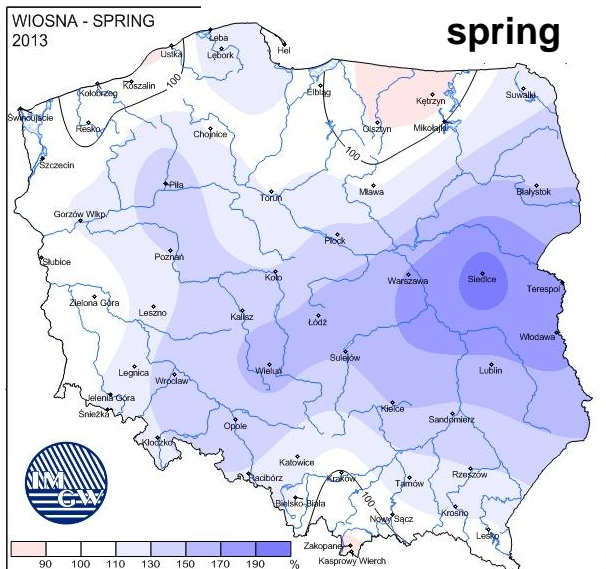 WIOSNA - SPRING
2013
spring
Łeba
Hel
Ustka
Lębork
Koszalin
100
Kołobrzeg
Elbląg
Kętrzyn
Suwałki
Świnoujście
Resko
Chojnice
Olsztyn
Mikołajki
100
Szczecin
Piła
Toruń
Mława
Białystok
Gorzów Wlkp.
Płock
Słubice
Poznań
Koło
Warszawa
Siedlce
Terespol
Zielona Góra
Leszno
Kalisz
Łódź
Włodawa
Sulejów
Legnica
Wrocław
Wieluń
Lublin
Jelenia Góra
Śnieżka
Kielce
Sandomierz
Opole
Kłodzko
Katowice
Racibórz
Kraków
Rzeszów
Tarnów
100
Bielsko-Biała
Nowy Sącz
Krosno
Lesko
Zakopane
Kasprowy Wierch
IM
GW
90 100 110 130 150 170 190 %